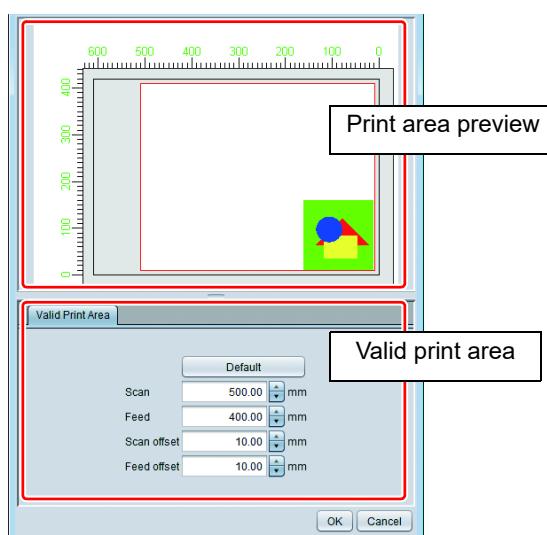 600 500 400 300 200 100 0
400
300
200
100
0
Print area preview
Valid Print Area
Valid print area
Default
Scan 500.00 mm
Feed 400.00 mm
Scan offset 10.00 mm
Feed offset 10.00 mm
OK Cancel